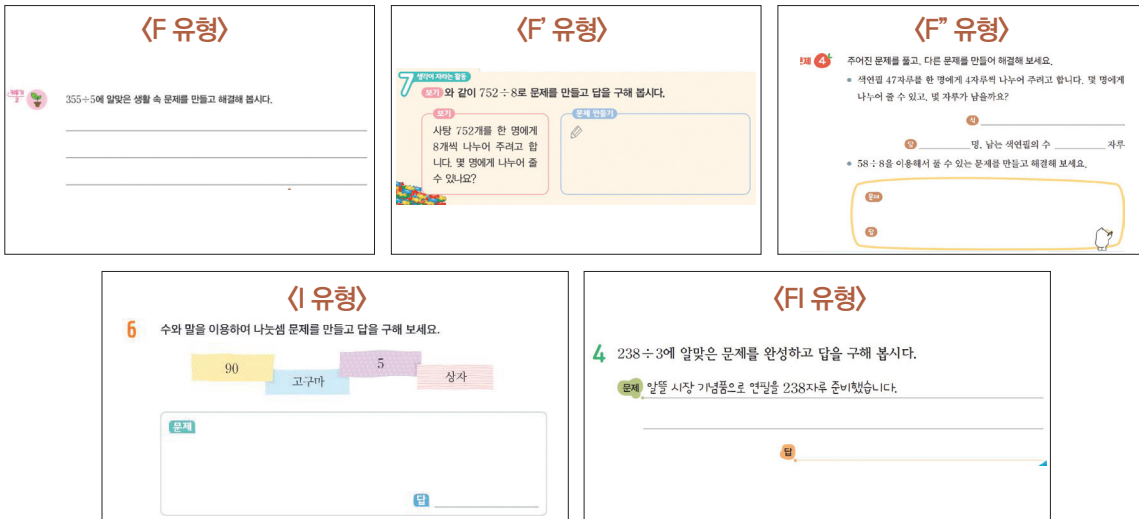 〈F 유형〉
355÷5에 알맞은 생활 속 문제를 만들고 해결해 봅시다.
〈F’ 유형〉
7 생각이 자라는 활동
보기 와 같이 752÷8로 문제를 만들고 답을 구해 봅시다.
보기
사탕 752개를 한 명에게
8개씩 나누어 주려고 합
니다. 몇 명에게 나누어 줄
수 있나요?
문제 만들기
〈F” 유형〉
문제 4 주어진 문제를 풀고, 다른 문제를 만들어 해결해 보세요.
색연필 47자루를 한 명에게 4자루씩 나누어 주려고 합니다. 몇 명에게
나누어 줄 수 있고, 몇 자루가 남을까요?
식
답 명, 남는 색연필의 수 자루
58÷8을 이용해서 풀 수 있는 문제를 만들고 해결해 보세요.
문제
답
〈I 유형〉
6 수와 말을 이용하여 나눗셈 문제를 만들고 답을 구해 보세요.
90 고구마 5 상자
문제
답
〈FI 유형〉
4 238÷3에 알맞은 문제를 완성하고 답을 구해 봅시다.
문제 알뜰 시장 기념품으로 연필을 238자루 준비했습니다.
답